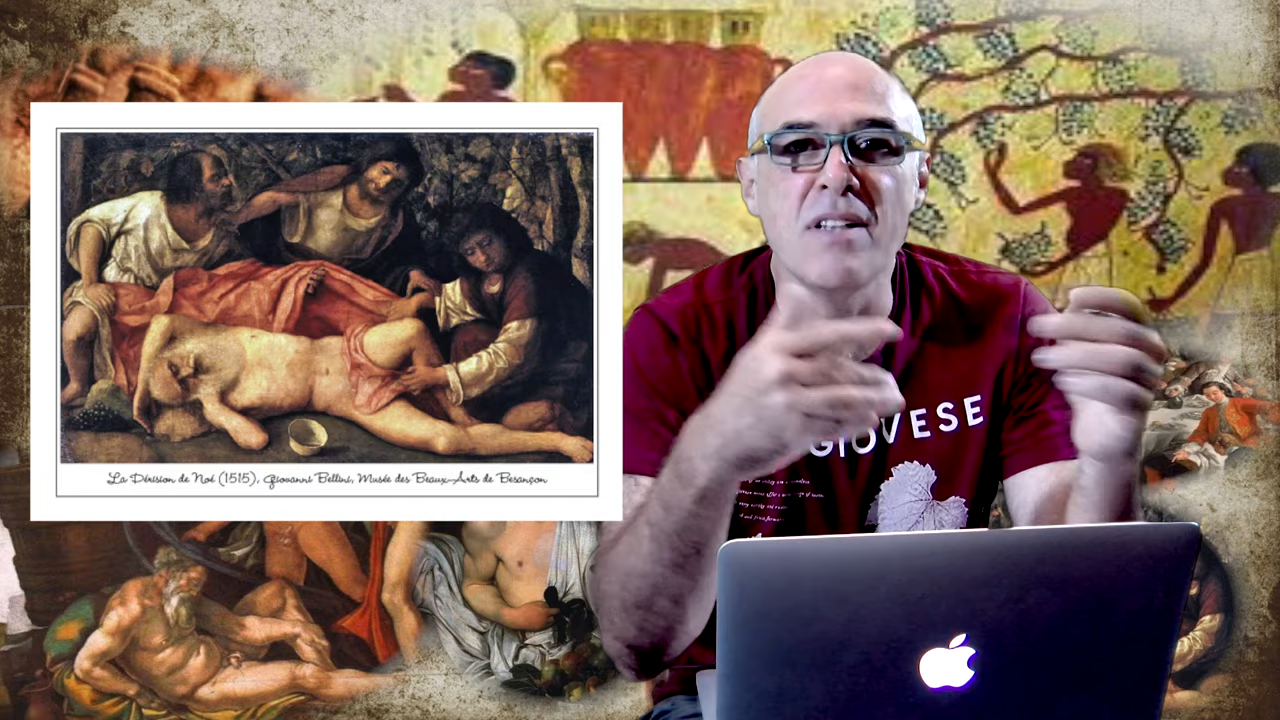 La Dérision de Noé (1515), Giovanni Bellini, Musée des Beaux-Arts de Besançon
GIOVESE